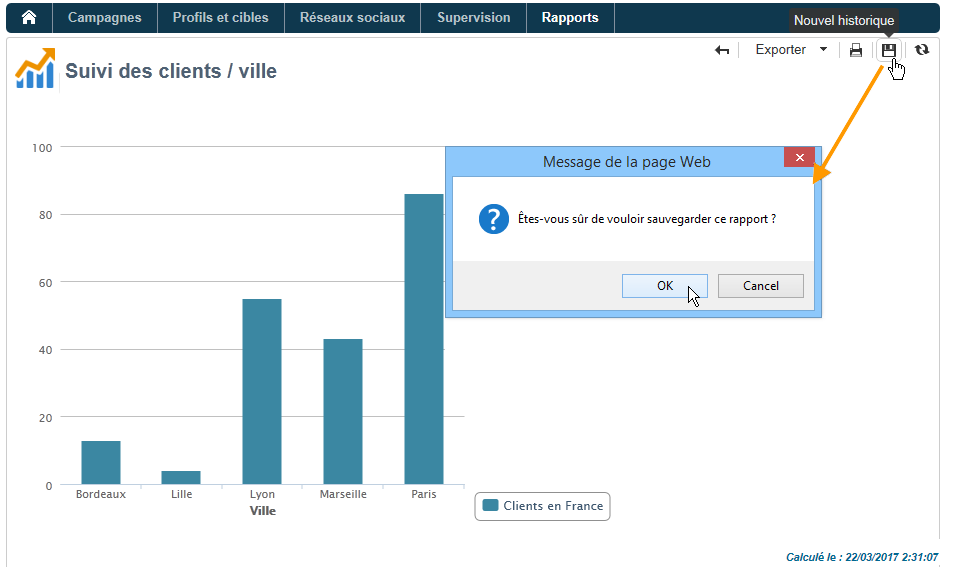 Campagnes
Profils et cibles
Réseaux sociaux
Supervision
Rapports
Nouvel historique
Exporter
Suivi des clients / ville
100
80
60
40
20
0
Message de la page Web
Êtes-vous sûr de vouloir sauvegarder ce rapport ?
OK
Cancel
Bordeaux
Lille
Lyon
Marseille
Paris
Ville
Clients en France
Calculé le : 22/03/2017 2:31:07